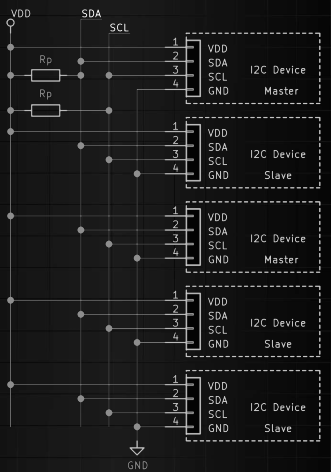 VDD SDA
SCL
1 VDD
2 SDA
Rp 3 SCL I2C Device
4 GND Master
Rp
1 VDD
2 SDA
3 SCL I2C Device
4 GND Slave
1 VDD
2 SDA
3 SCL I2C Device
4 GND Master
1 VDD
2 SDA
3 SCL I2C Device
4 GND Slave
1 VDD
2 SDA
3 SCL I2C Device
4 GND Slave
GND